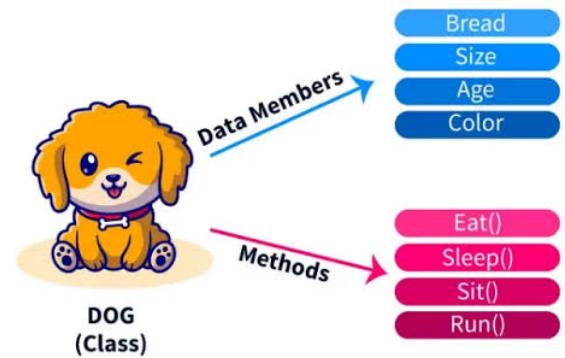 Bread
Size
Data Members
Age
Color
Eat()
Sleep()
Methods
Sit()
Run()
DOG
(Class)